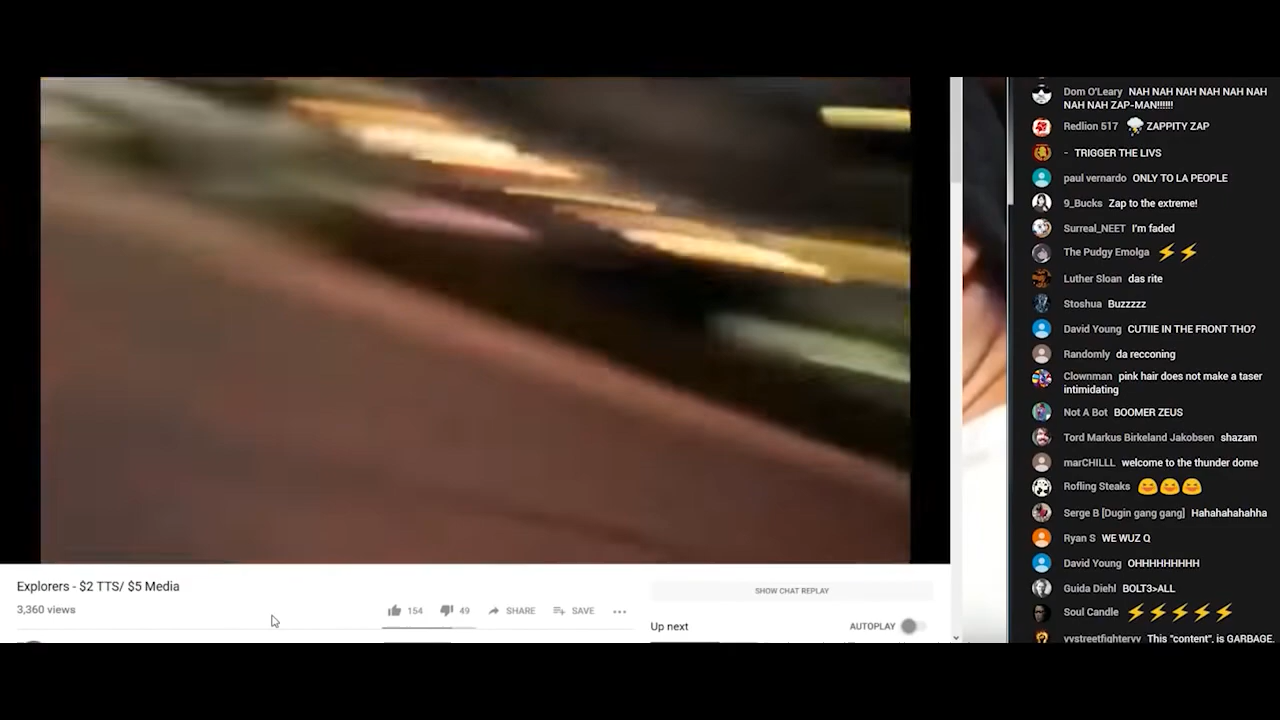 Dom O'Leary NAH NAH NAH NAH NAH NAH
NAH NAH ZAP-MAN!!!!!!
Redlion 517 ZAPPITY ZAP
- TRIGGER THE LIVS
paul vernardo ONLY TO LA PEOPLE
9_Bucks Zap to the extreme!
Surreal_NEET I'm faded
The Pudgy Emolga ⚡⚡
Luther Sloan das rite
Stoshua Buzzzzz
David Young CUTIIE IN THE FRONT THO?
Randomly da recconing
Clownman pink hair does not make a taser
intimidating
Not A Bot BOOMER ZEUS
Tord Markus Birkeland Jakobsen shazam
marCHILLL welcome to the thunder dome
Rofling Steaks 😆😆😆
Serge B [Dugin gang gang] Hahahahahahha
Ryan S WE WUZ Q
David Young OHHHHHHHHH
Guida Diehl BOLT3>ALL
Soul Candle ⚡⚡⚡⚡⚡
vvstreetfightervv This "content", is GARBAGE.
Explorers - $2 TTS/ $5 Media
3,360 views
154 49 SHARE SAVE
SHOW CHAT REPLAY
Up next AUTOPLAY